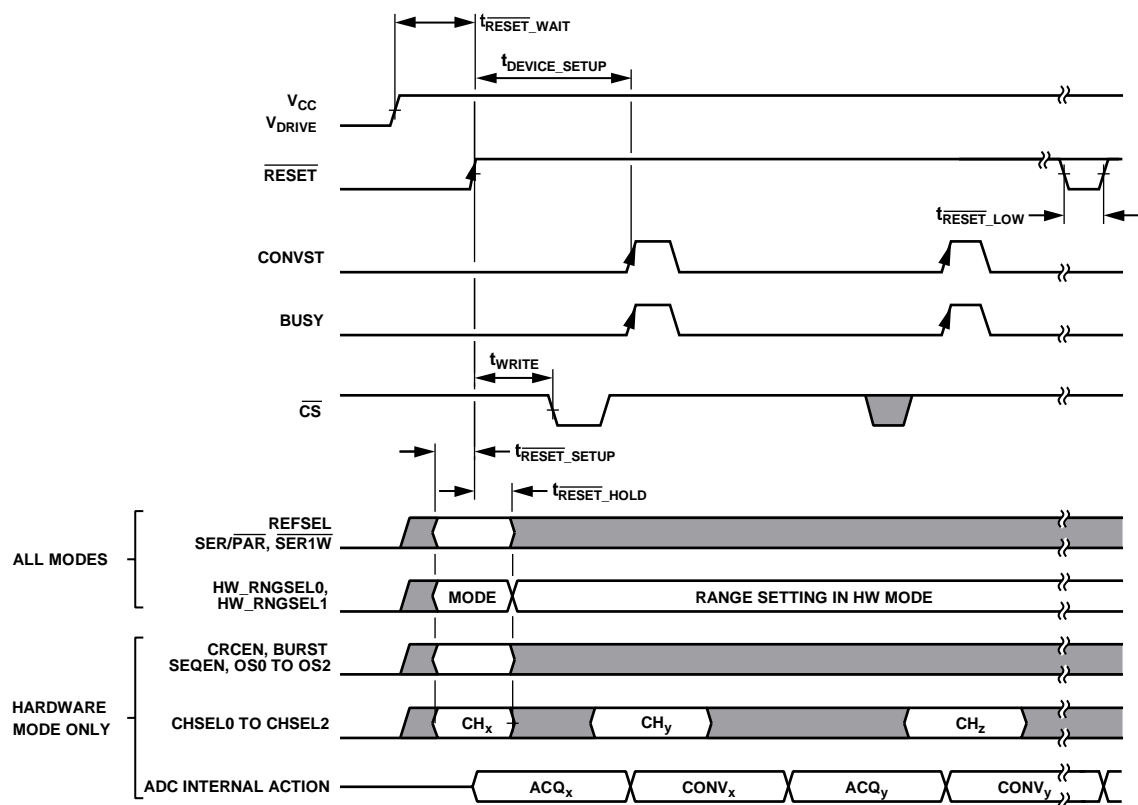 tRESET_WAIT
tDEVICE_SETUP
VCC
VDRIVE
RESET
tRESET_LOW
CONVST
BUSY
tWRITE
CS
tRESET_SETUP
tRESET_HOLD
ALL MODES
REFSEL
SER/PAR, SER1W
HW_RNGSEL0,
HW_RNGSEL1
MODE
RANGE SETTING IN HW MODE
HARDWARE
MODE ONLY
CRCEN, BURST
SEQEN, OS0 TO OS2
CHSEL0 TO CHSEL2
CHx
CHy
CHz
ADC INTERNAL ACTION
ACQx
CONVx
ACQy
CONVy